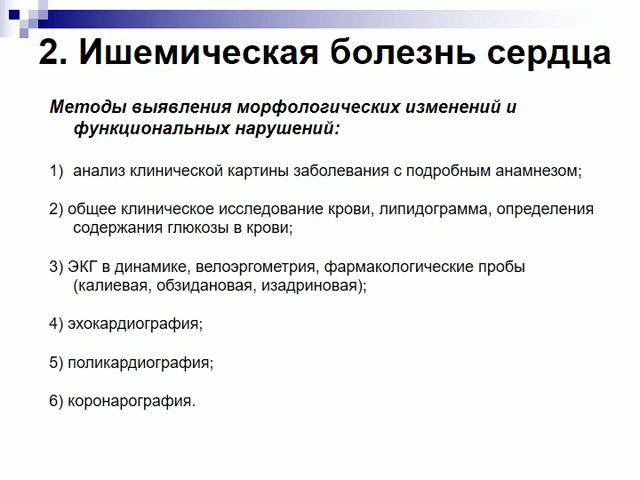 2. Ишемическая болезнь сердца
Методы выявления морфологических изменений и
функциональных нарушений:
1) анализ клинической картины заболевания с подробным анамнезом;
2) общее клиническое исследование крови, липидограмма, определения
содержания глюкозы в крови;
3) ЭКГ в динамике, велоэргометрия, фармакологические пробы
(калиевая, обзидановая, изадриновая);
4) эхокардиография;
5) поликардиография;
6) коронарография.